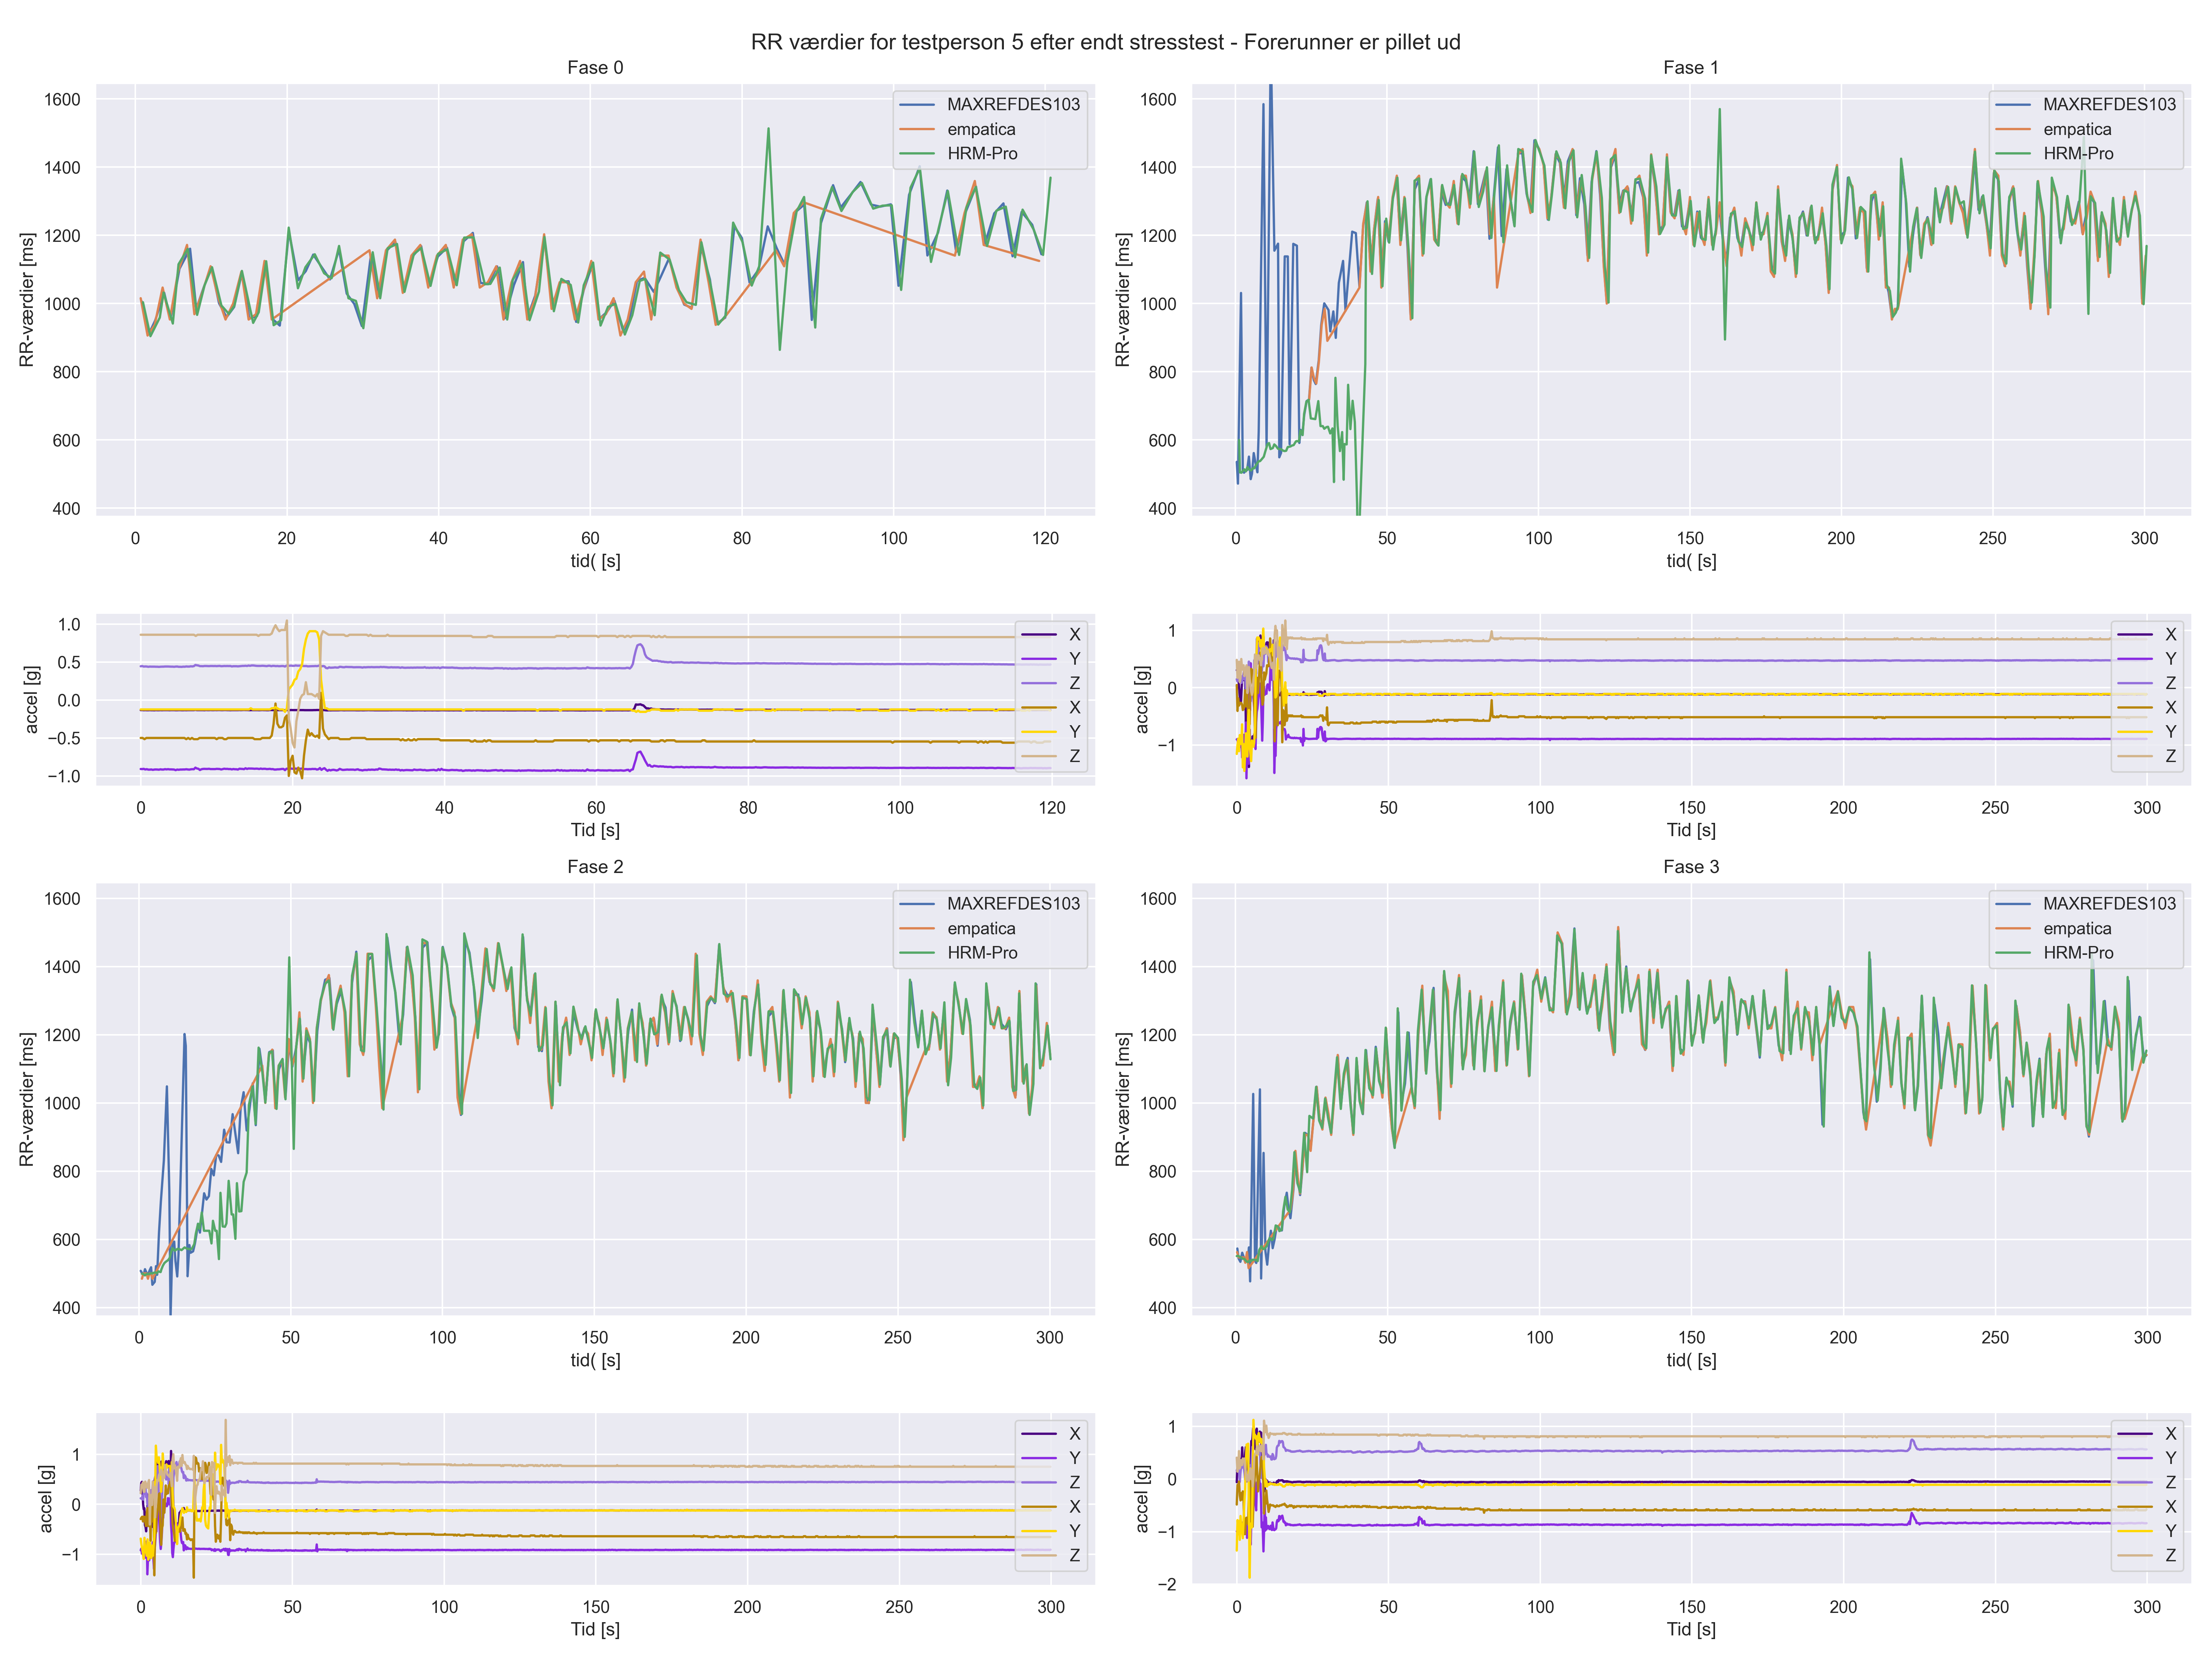 RR værdier for testperson 5 efter endt stresstest - Forerunner er pillet ud
Fase 0
RR-værdier [ms]
1600
1400
1200
1000
800
600
400
MAXREFDES103
empatica
HRM-Pro
0 20 40 60 80 100 120
tid( [s]
Fase 1
RR-værdier [ms]
1600
1400
1200
1000
800
600
400
MAXREFDES103
empatica
HRM-Pro
0 50 100 150 200 250 300
tid( [s]
accel [g]
1.0
0.5
0.0
−0.5
−1.0
X
Y
Z
X
Y
Z
0 20 40 60 80 100 120
Tid [s]
accel [g]
1
0
−1
X
Y
Z
X
Y
Z
0 50 100 150 200 250 300
Tid [s]
Fase 2
RR-værdier [ms]
1600
1400
1200
1000
800
600
400
MAXREFDES103
empatica
HRM-Pro
0 50 100 150 200 250 300
tid( [s]
Fase 3
RR-værdier [ms]
1600
1400
1200
1000
800
600
400
MAXREFDES103
empatica
HRM-Pro
0 50 100 150 200 250 300
tid( [s]
accel [g]
1
0
−1
X
Y
Z
X
Y
Z
0 50 100 150 200 250 300
Tid [s]
accel [g]
1
0
−1
−2
X
Y
Z
X
Y
Z
0 50 100 150 200 250 300
Tid [s]